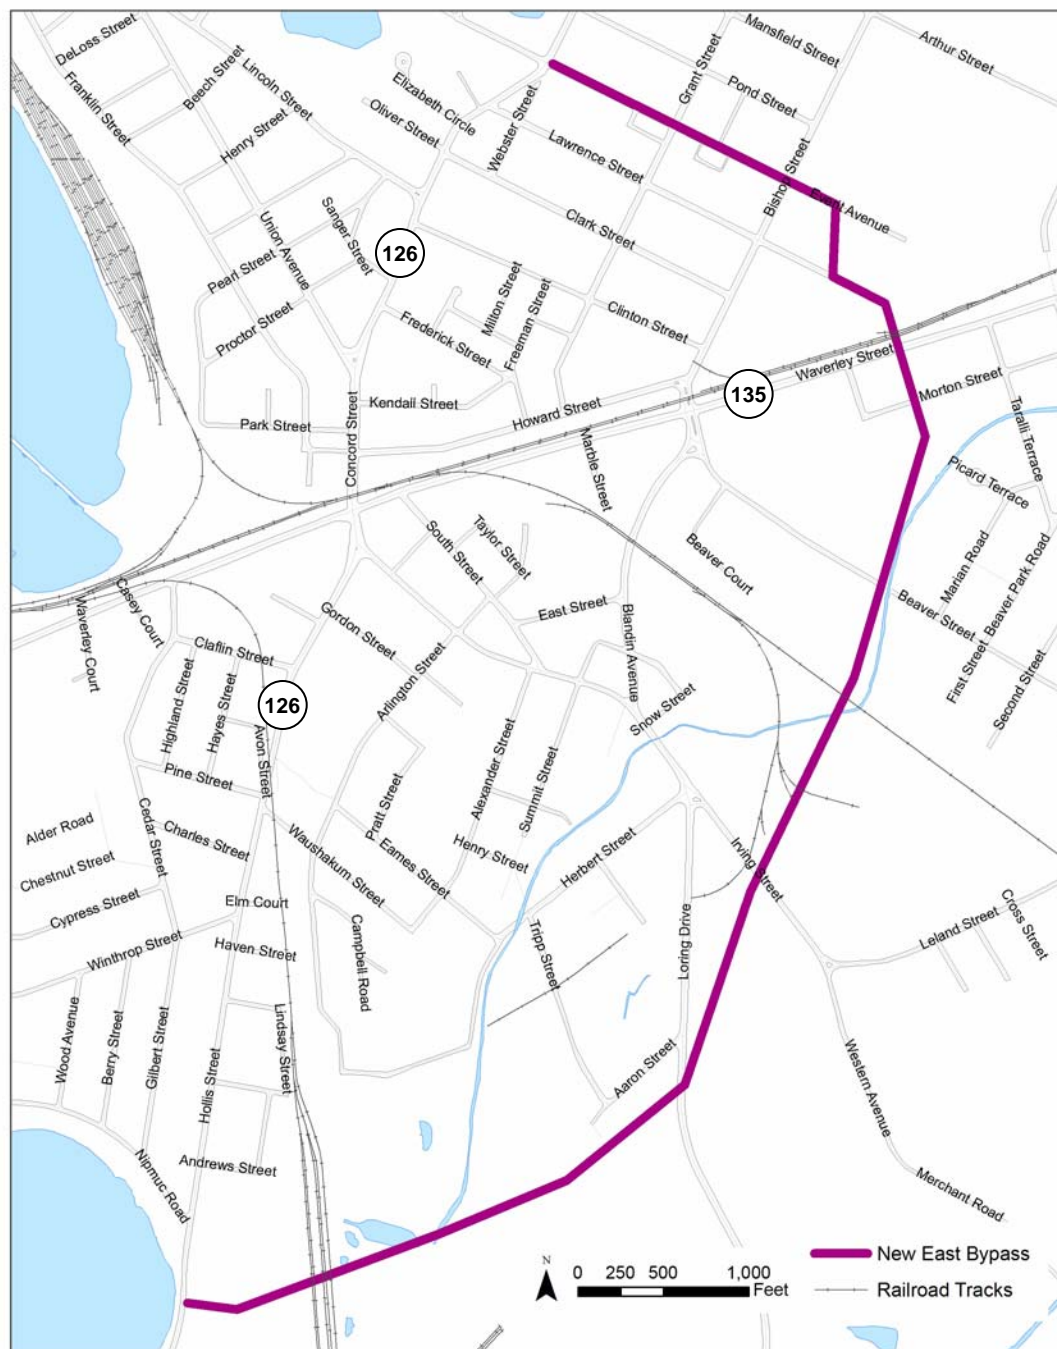 DeLoss Street
Mansfield Street
Arthur Street
Grant Street
Beech Street
Lincoln Street
Franklin Street
Elizabeth Circle
Pond Street
Oliver Street
Webster Street
Henry Street
Lawrence Street
Bishop Street
Event Avenue
Sanger Street
Clark Street
Union Avenue
126
Pearl Street
Milton Street
Freeman Street
Clinton Street
Proctor Street
Frederick Street
Waverley Street
135
Morton Street
Kendall Street
Howard Street
Taralli Terrace
Park Street
Concord Street
Marble Street
Picard Terrace
South Street
Taylor Street
Beaver Court
Marian Road
Beaver Park Road
Casey Court
Waverley Court
East Street
Beaver Street
Gordon Street
Blandin Avenue
Claflin Street
First Street
Second Street
Arlington Street
Highland Street
Hayes Street
126
Snow Street
Avon Street
Alexander Street
Summit Street
Pine Street
Pratt Street
Cedar Street
Alder Road
Charles Street
Waushakum Street
Eames Street
Henry Street
Herbert Street
Irving Street
Chestnut Street
Cypress Street
Elm Court
Cross Street
Leland Street
Winthrop Street
Haven Street
Campbell Road
Tripp Street
Loring Drive
Wood Avenue
Berry Street
Gilbert Street
Lindsay Street
Hollis Street
Aaron Street
Western Avenue
Andrews Street
Nipmuc Road
Merchant Road
New East Bypass
N
0 250 500 1,000
Feet
Railroad Tracks